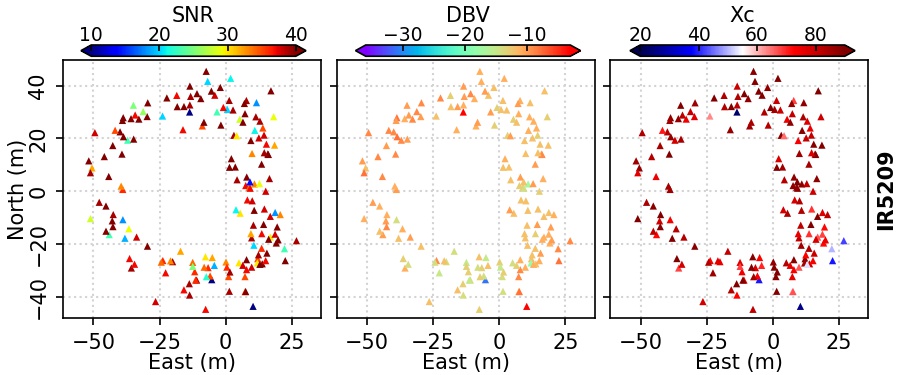 SNR DBV Xc
10 20 30 40 −30 −20 −10 20 40 60 80
40
20
0
−20
−40
North (m)
−50 −25 0 25 −50 −25 0 25 −50 −25 0 25
East (m) East (m) East (m)
IR5209